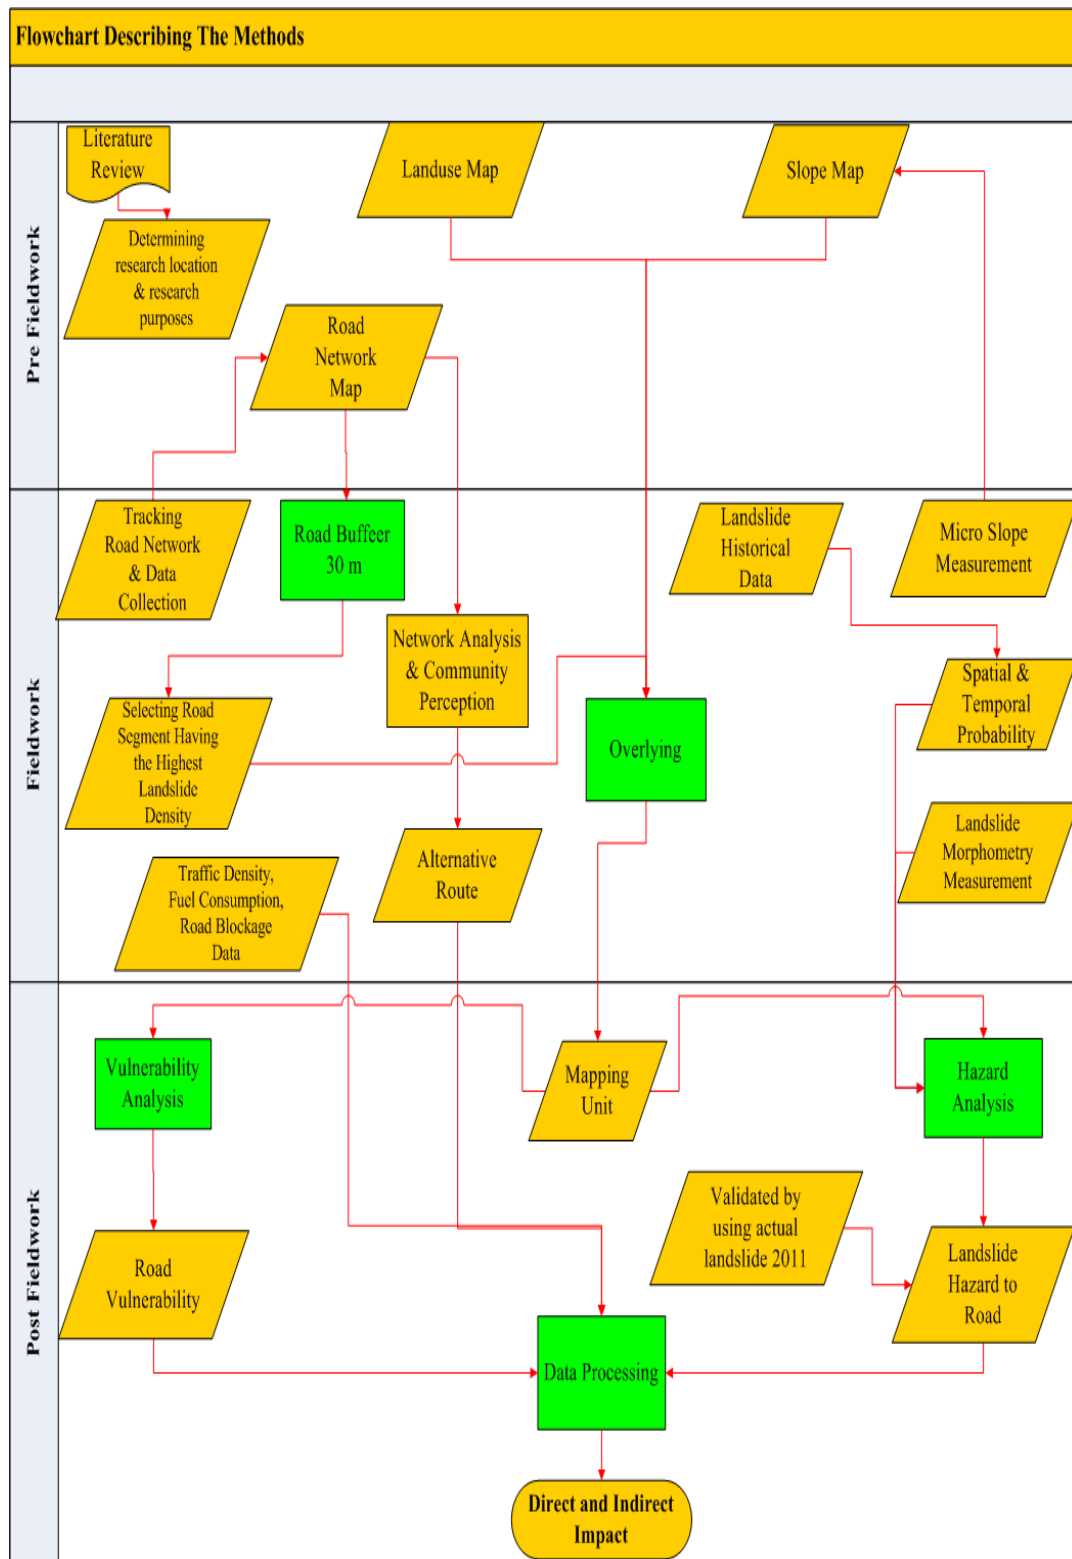 Flowchart Describing The Methods
Pre Fieldwork
Literature
Review
Landuse Map
Slope Map
Determining
research location
& research
purposes
Road
Network
Map
Fieldwork
Tracking
Road Network
& Data
Collection
Road Buffeer
30 m
Landslide
Historical
Data
Micro Slope
Measurement
Network Analysis
& Community
Perception
Spatial &
Temporal
Probability
Selecting Road
Segment Having
the Highest
Landslide
Density
Overlying
Landslide
Morphometry
Measurement
Alternative
Route
Traffic Density,
Fuel Consumption,
Road Blockage
Data
Post Fieldwork
Vulnerability
Analysis
Mapping
Unit
Hazard
Analysis
Validated by
using actual
landslide 2011
Road
Vulnerability
Landslide
Hazard to
Road
Data Processing
Direct and Indirect
Impact